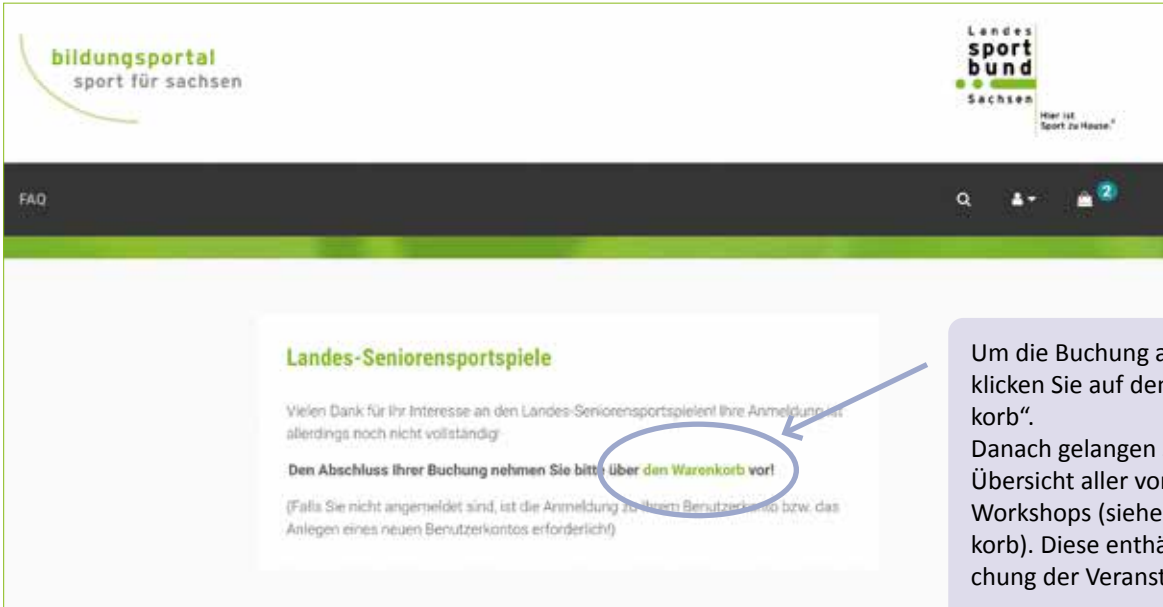 bildungsportal
sport für sachsen
Landes
sport
bund
Sachsen
Hier ist
Sport zu Hause.®
FAQ
2
Landes-Seniorensportspiele
Vielen Dank für Ihr Interesse an den Landes-Seniorensportspielen! Ihre Anmeldung ist
allerdings noch nicht vollständig!
Den Abschluss Ihrer Buchung nehmen Sie bitte über den Warenkorb vor!
(Falls Sie nicht angemeldet sind, ist die Anmeldung zu Ihrem Benutzerkonto bzw. das
Anlegen eines neuen Benutzerkontos erforderlich!)
Um die Buchung a
klicken Sie auf der
korb“.
Danach gelangen
Übersicht aller vor
Workshops (siehe
korb). Diese enthä
chung der Veranst